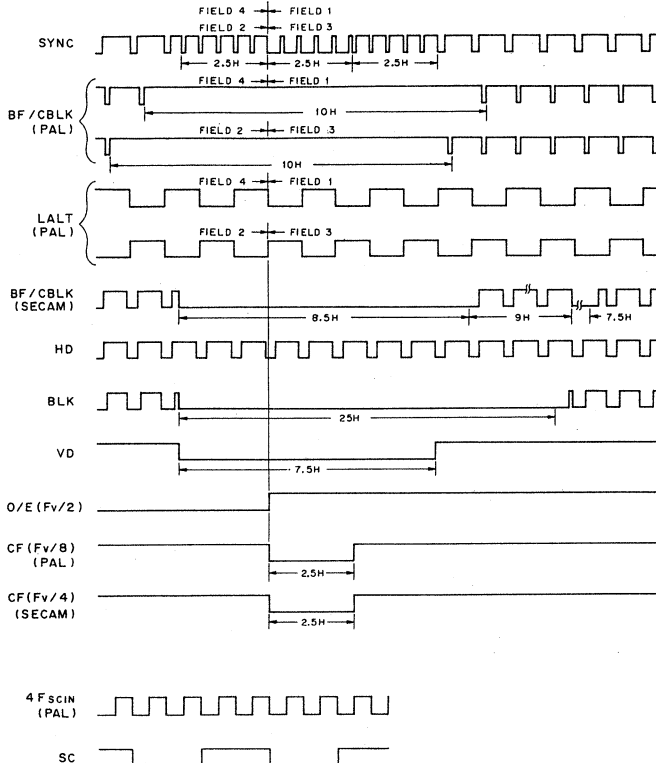 FIELD 4 FIELD 1
FIELD 2 FIELD 3
SYNC
2.5H 2.5H 2.5H
FIELD 4 FIELD 1
BF/CBLK
(PAL)
10H
FIELD 2 FIELD 3
10H
FIELD 4 FIELD 1
LALT
(PAL)
FIELD 2 FIELD 3
BF/CBLK
(SECAM)
8.5H 9H 7.5H
HD
BLK
25H
VD
7.5H
O/E (Fv/2)
CF (Fv/8)
(PAL)
2.5H
CF (Fv/4)
(SECAM)
2.5H
4 FSCIN
(PAL)
SC